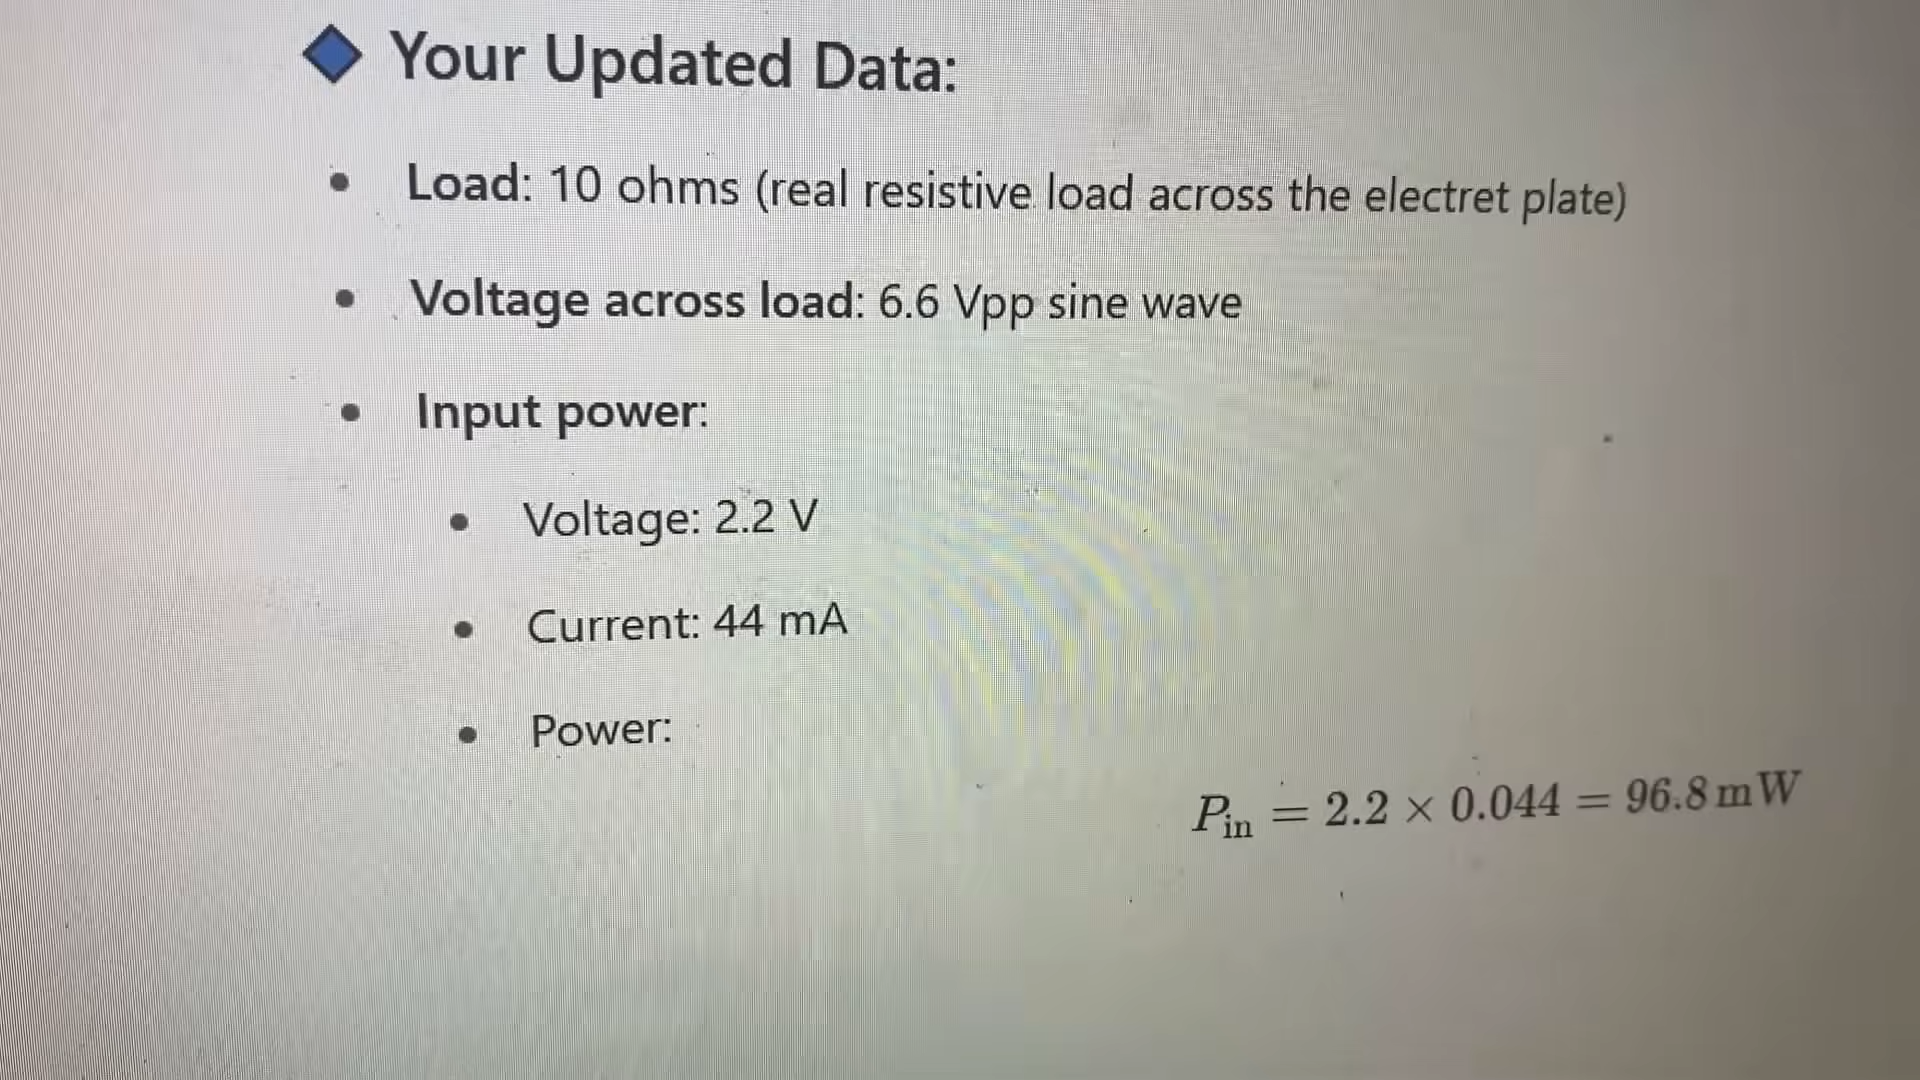 Your Updated Data:
Load: 10 ohms (real resistive load across the electret plate)
Voltage across load: 6.6 Vpp sine wave
Input power:
Voltage: 2.2 V
Current: 44 mA
Power:
P_in = 2.2 × 0.044 = 96.8 mW